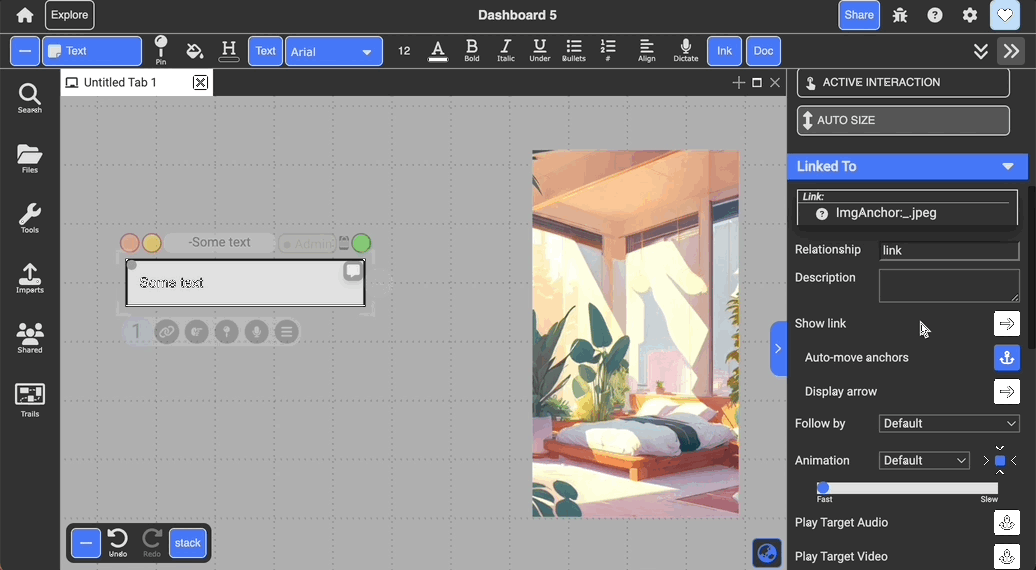 Explore
Dashboard 5
Share
Text
Pin
H
Text
Arial
12
A
B
Bold
I
Italic
U
Under
Bullets
#
Align
Dictate
Ink
Doc
Search
Files
Tools
Imports
Shared
Trails
Untitled Tab 1
-Some text
Admin
Some text
1
Undo
Redo
stack
ACTIVE INTERACTION
AUTO SIZE
Linked To
Link:
ImgAnchor:_.jpeg
Relationship
link
Description
Show link
Auto-move anchors
Display arrow
Follow by
Default
Animation
Default
Fast
Slow
Play Target Audio
Play Target Video